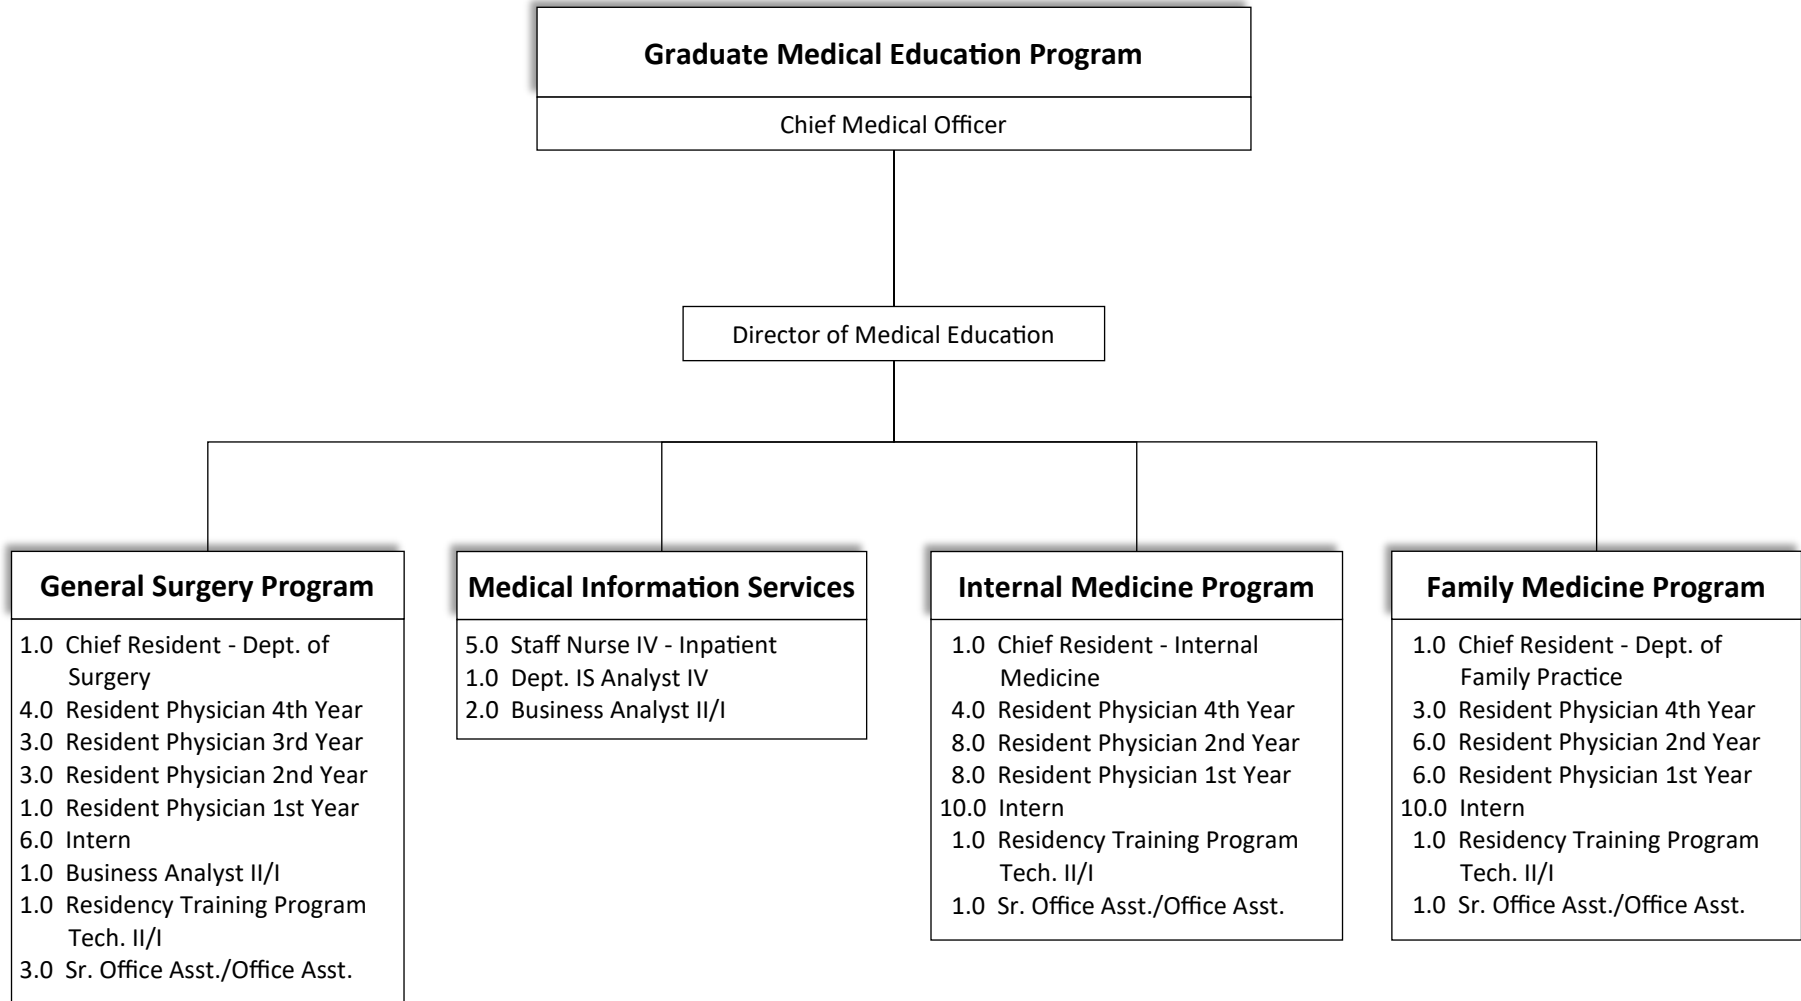 Graduate Medical Education Program
Chief Medical Officer
Director of Medical Education
General Surgery Program
1.0 Chief Resident - Dept. of
Surgery
4.0 Resident Physician 4th Year
3.0 Resident Physician 3rd Year
3.0 Resident Physician 2nd Year
1.0 Resident Physician 1st Year
6.0 Intern
1.0 Business Analyst II/I
1.0 Residency Training Program
Tech. II/I
3.0 Sr. Office Asst./Office Asst.
Medical Information Services
5.0 Staff Nurse IV - Inpatient
1.0 Dept. IS Analyst IV
2.0 Business Analyst II/I
Internal Medicine Program
1.0 Chief Resident - Internal
Medicine
4.0 Resident Physician 4th Year
8.0 Resident Physician 2nd Year
8.0 Resident Physician 1st Year
10.0 Intern
1.0 Residency Training Program
Tech. II/I
1.0 Sr. Office Asst./Office Asst.
Family Medicine Program
1.0 Chief Resident - Dept. of
Family Practice
3.0 Resident Physician 4th Year
6.0 Resident Physician 2nd Year
6.0 Resident Physician 1st Year
10.0 Intern
1.0 Residency Training Program
Tech. II/I
1.0 Sr. Office Asst./Office Asst.